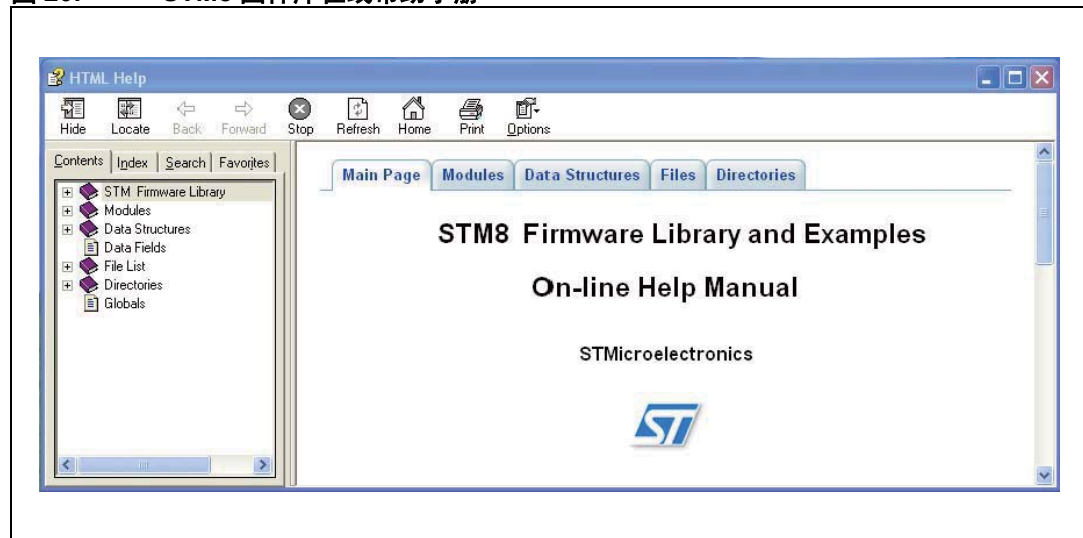 HTML Help
Hide Locate Back Forward Stop Refresh Home Print Options
Contents Index Search Favorites
STM Firmware Library
Modules
Data Structures
Data Fields
File List
Directories
Globals
Main Page Modules Data Structures Files Directories
STM8 Firmware Library and Examples
On-line Help Manual
STMicroelectronics
ST